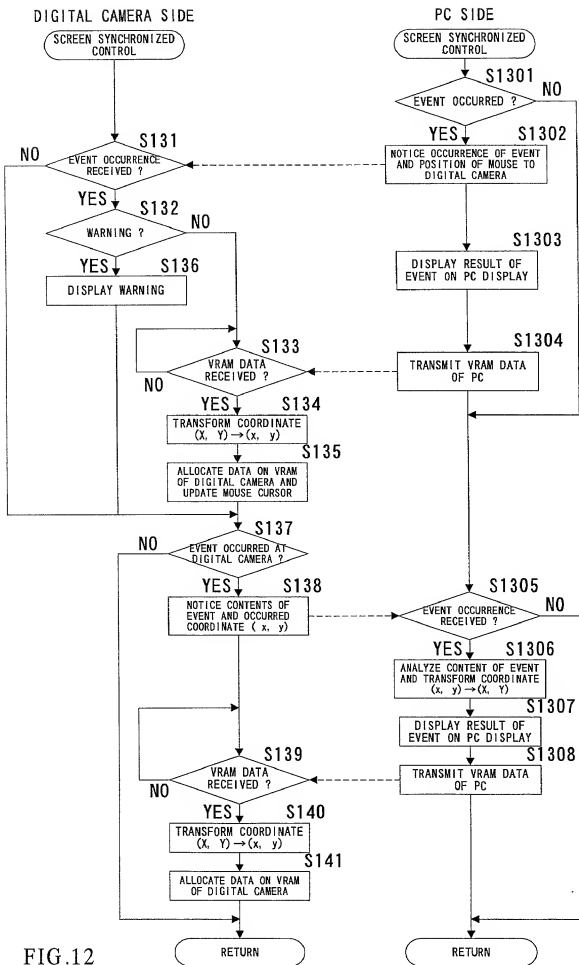 DIGITAL CAMERA SIDE
SCREEN SYNCHRONIZED
CONTROL
S131
EVENT OCCURRENCE
RECEIVED ?
NO
YES
S132
WARNING ?
NO
YES
S136
DISPLAY WARNING
S133
VRAM DATA
RECEIVED ?
NO
YES
S134
TRANSFORM COORDINATE
(X, Y)→(x, y)
S135
ALLOCATE DATA ON VRAM
OF DIGITAL CAMERA AND
UPDATE MOUSE CURSOR
S137
EVENT OCCURRED AT
DIGITAL CAMERA ?
NO
YES
S138
NOTICE CONTENTS OF
EVENT AND OCCURRED
COORDINATE ( x, y)
S139
VRAM DATA
RECEIVED ?
NO
YES
S140
TRANSFORM COORDINATE
(X, Y)→(x, y)
S141
ALLOCATE DATA ON VRAM
OF DIGITAL CAMERA
RETURN
PC SIDE
SCREEN SYNCHRONIZED
CONTROL
S1301
EVENT OCCURRED ?
NO
YES
S1302
NOTICE OCCURRENCE OF EVENT
AND POSITION OF MOUSE TO
DIGITAL CAMERA
S1303
DISPLAY RESULT OF
EVENT ON PC DISPLAY
S1304
TRANSMIT VRAM DATA
OF PC
S1305
EVENT OCCURRENCE
RECEIVED ?
NO
YES
S1306
ANALYZE CONTENT OF EVENT
AND TRANSFORM COORDINATE
(x, y)→(X, Y)
S1307
DISPLAY RESULT OF
EVENT ON PC DISPLAY
S1308
TRANSMIT VRAM DATA
OF PC
RETURN
FIG.12